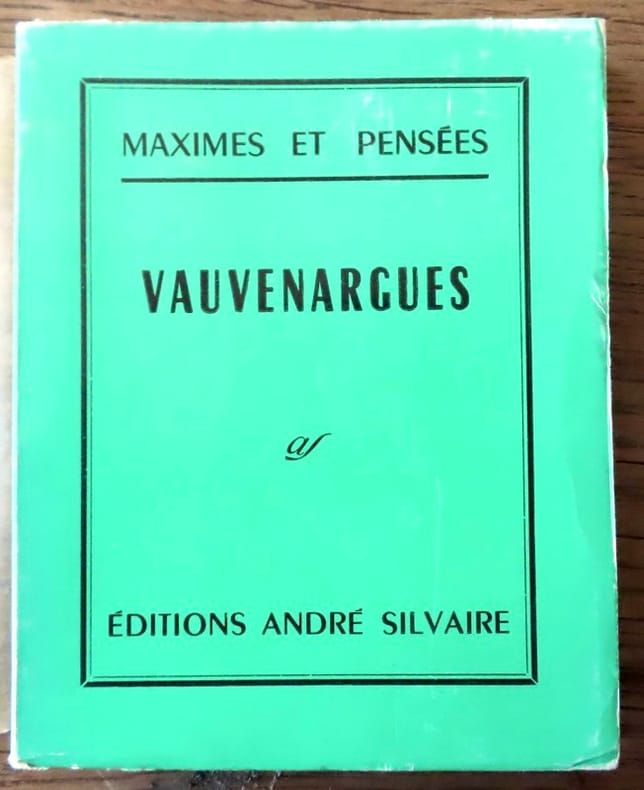 MAXIMES ET PENSÉES
VAUVENARGUES
as
ÉDITIONS ANDRÉ SILVAIRE